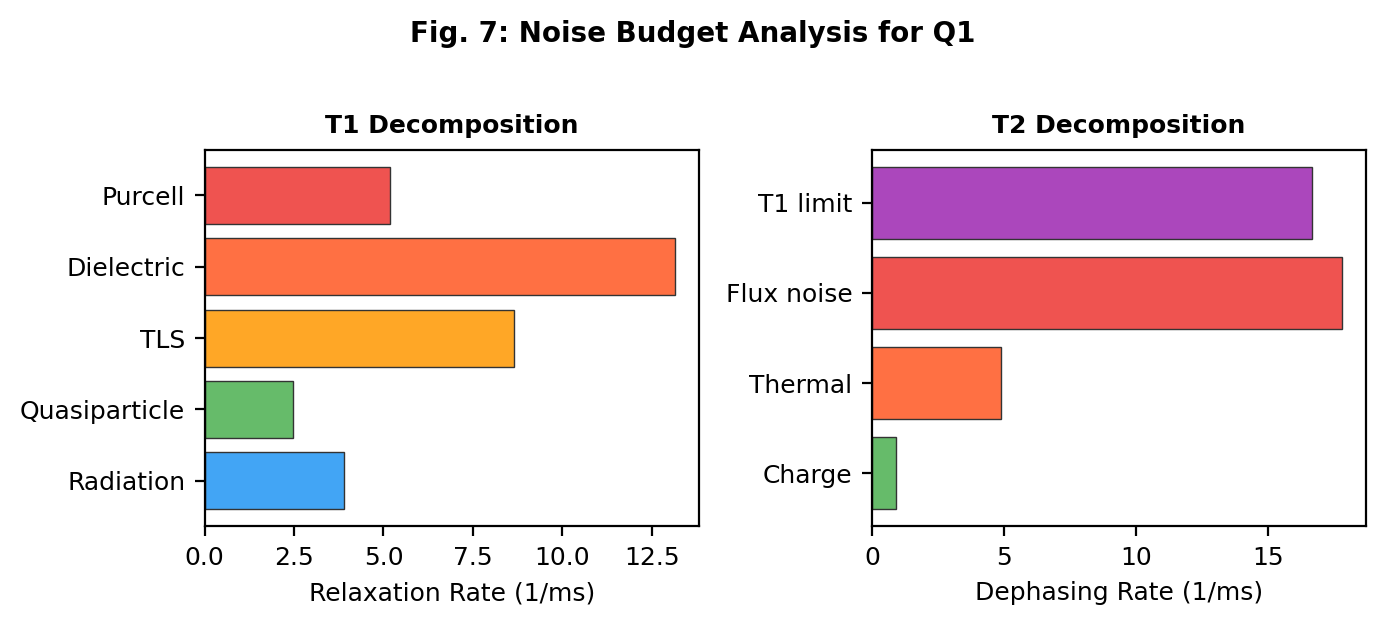 Fig. 7: Noise Budget Analysis for Q1
T1 Decomposition
Purcell
Dielectric
TLS
Quasiparticle
Radiation
0.0 2.5 5.0 7.5 10.0 12.5
Relaxation Rate (1/ms)
T2 Decomposition
T1 limit
Flux noise
Thermal
Charge
0 5 10 15
Dephasing Rate (1/ms)